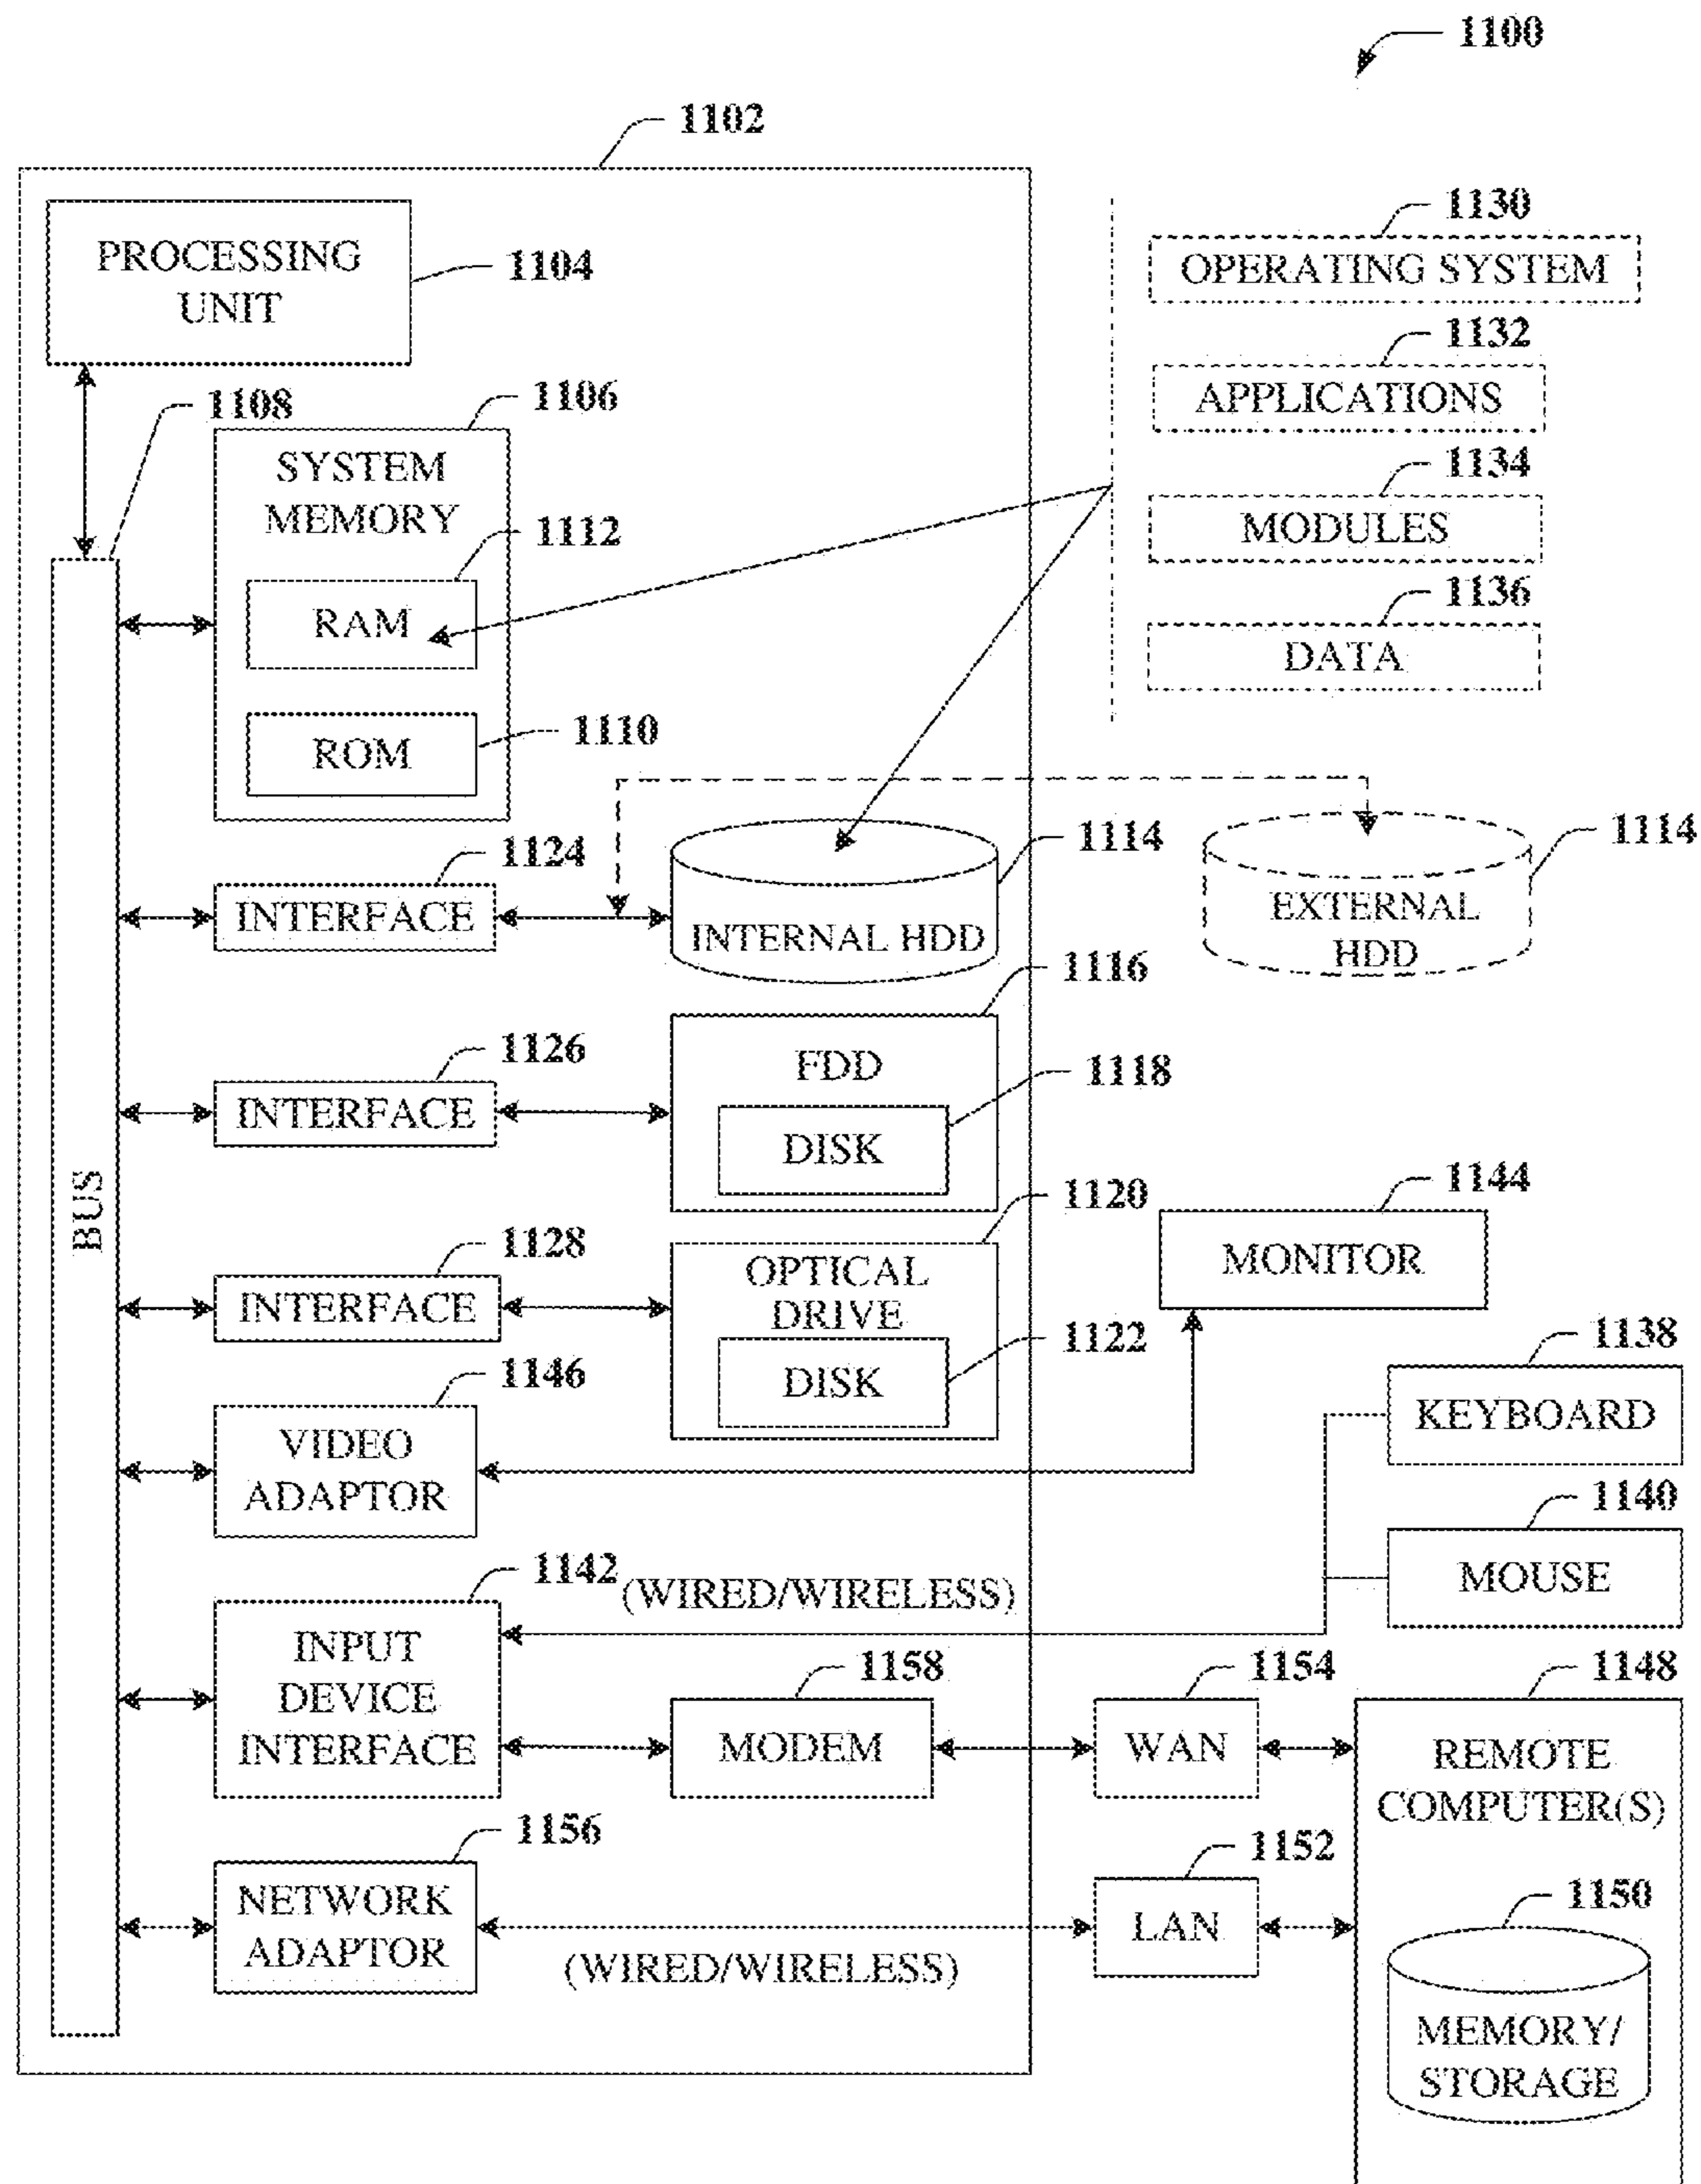 1100
1102
PROCESSING
UNIT
1104
1130
OPERATING SYSTEM
1132
APPLICATIONS
1134
MODULES
1136
DATA
1108
1106
SYSTEM
MEMORY
1112
RAM
1110
ROM
1124
INTERFACE
1114
INTERNAL HDD
1114
EXTERNAL
HDD
1126
INTERFACE
1116
FDD
1118
DISK
BUS
1128
INTERFACE
1120
OPTICAL
DRIVE
1122
DISK
1144
MONITOR
1146
VIDEO
ADAPTOR
1138
KEYBOARD
1140
MOUSE
1142
(WIRED/WIRELESS)
INPUT
DEVICE
INTERFACE
1158
MODEM
1154
WAN
1148
REMOTE
COMPUTER(S)
1156
NETWORK
ADAPTOR
(WIRED/WIRELESS)
1152
LAN
1150
MEMORY/
STORAGE